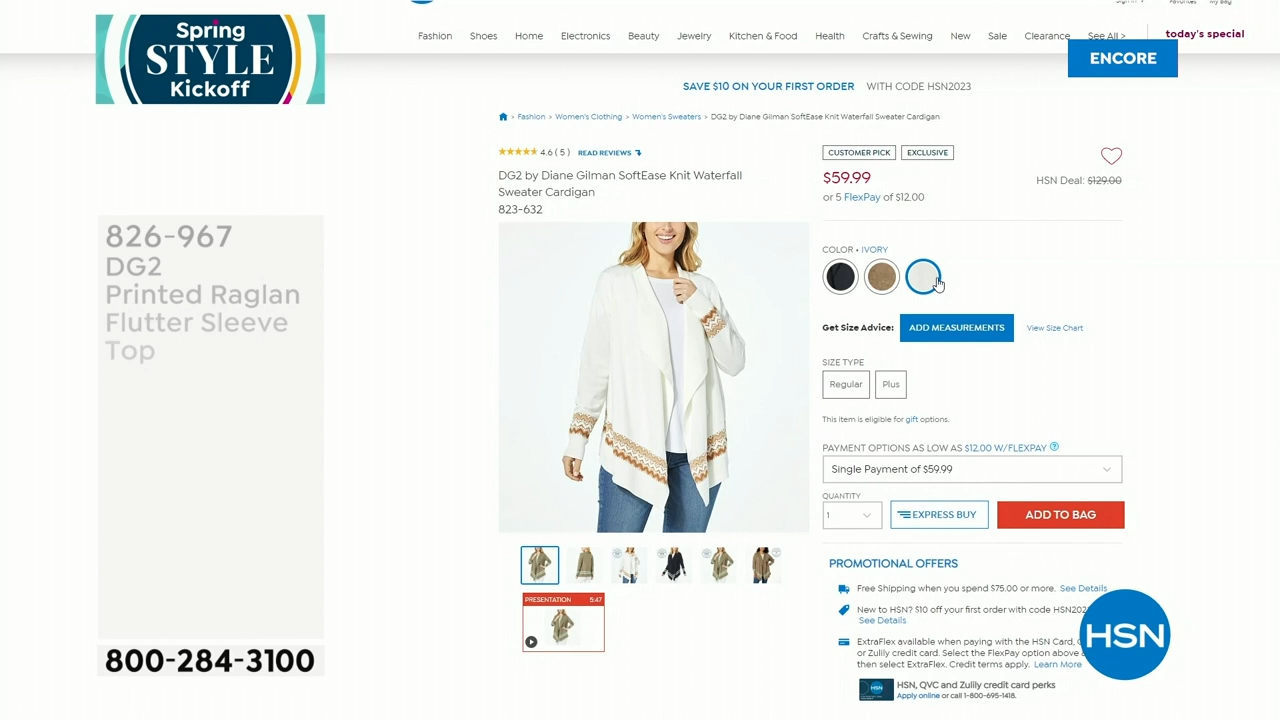 Spring
STYLE
Kickoff
Fashion Shoes Home Electronics Beauty Jewelry Kitchen & Food Health Crafts & Sewing New Sale Clearance See All >
today's special
ENCORE
SAVE $10 ON YOUR FIRST ORDER WITH CODE HSN2023
> Fashion > Women's Clothing > Women's Sweaters > DG2 by Diane Gilman SoftEase Knit Waterfall Sweater Cardigan
4.6 ( 5 ) READ REVIEWS
DG2 by Diane Gilman SoftEase Knit Waterfall
Sweater Cardigan
823-632
CUSTOMER PICK EXCLUSIVE
$59.99
HSN Deal: $129.00
or 5 FlexPay of $12.00
COLOR • IVORY
Get Size Advice: ADD MEASUREMENTS View Size Chart
SIZE TYPE
Regular Plus
This item is eligible for gift options.
PAYMENT OPTIONS AS LOW AS $12.00 W/FLEXPAY ?
Single Payment of $59.99
QUANTITY
1
EXPRESS BUY
ADD TO BAG
PROMOTIONAL OFFERS
Free Shipping when you spend $75.00 or more. See Details
New to HSN? $10 off your first order with code
See Details
ExtraFlex available when paying with the HSN Card,
or Zulily credit card. Select the FlexPay option above
then select ExtraFlex. Credit terms apply. Learn More
HSN, QVC and Zulily credit card perks
Apply online or call 1-800-695-1418.
PRESENTATION 5:47
HSN
826-967
DG2
Printed Raglan
Flutter Sleeve
Top
800-284-3100